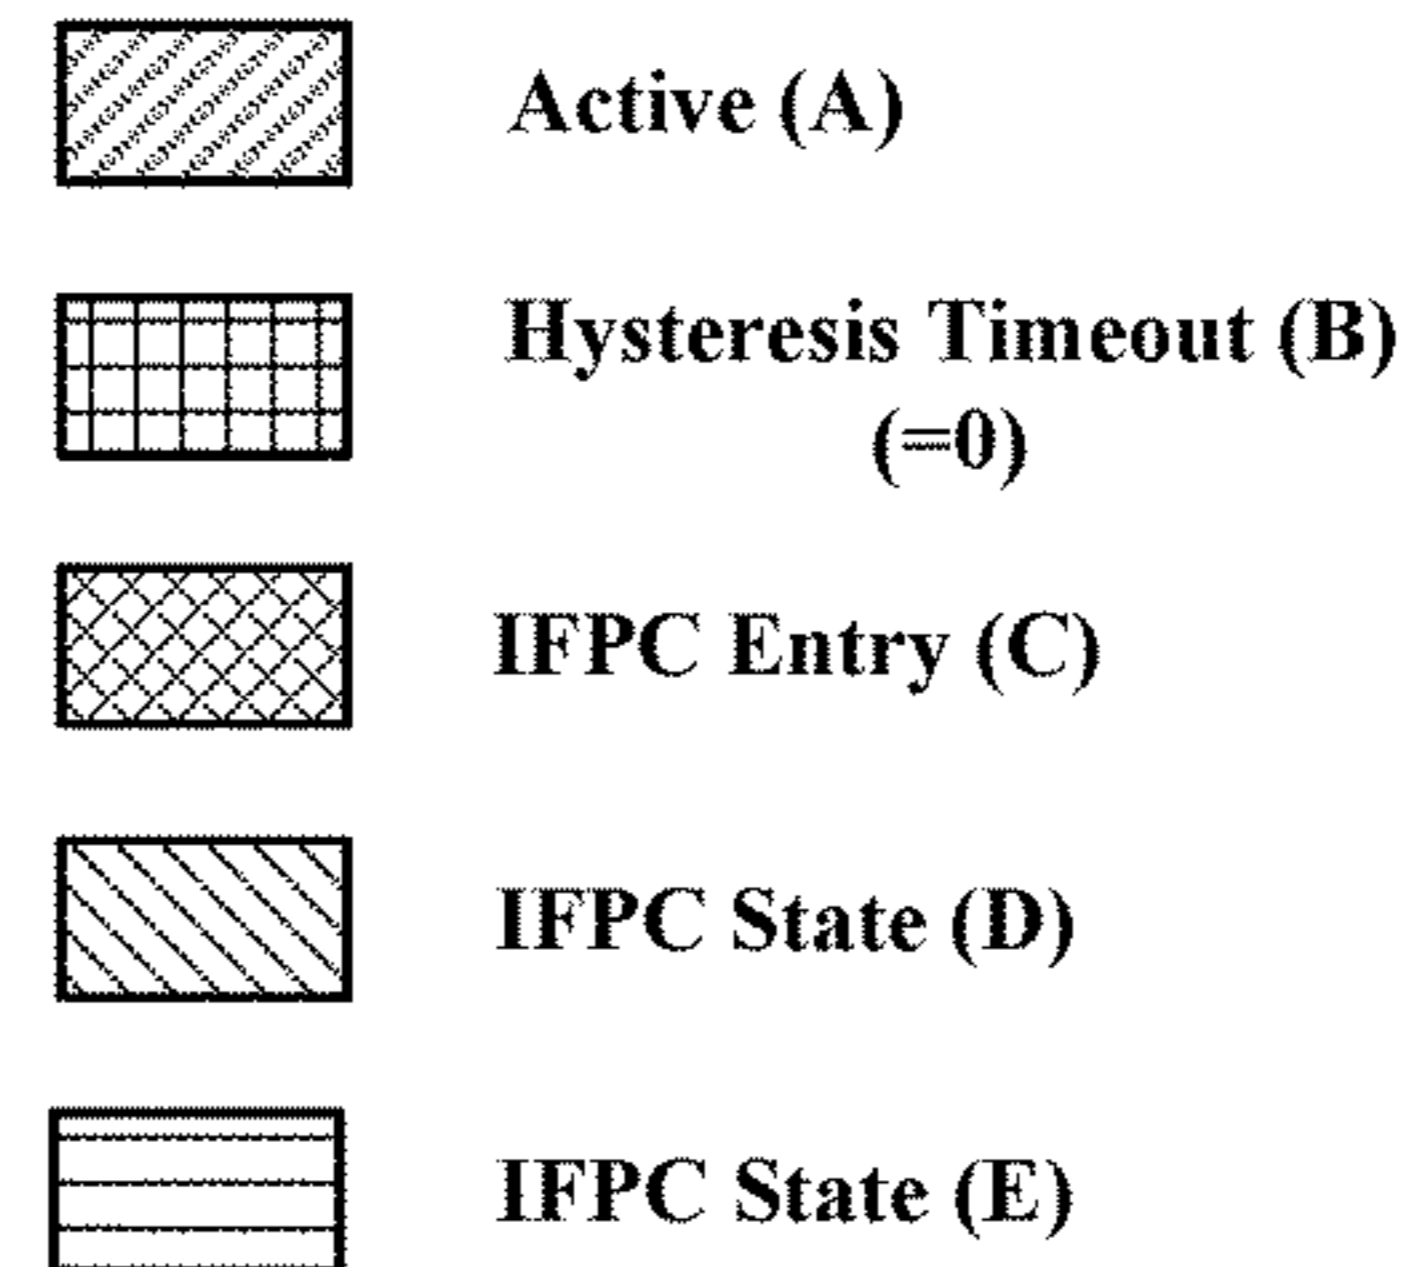 Active (A)
Hysteresis Timeout (B)
(=0)
IFPC Entry (C)
IFPC State (D)
IFPC State (E)